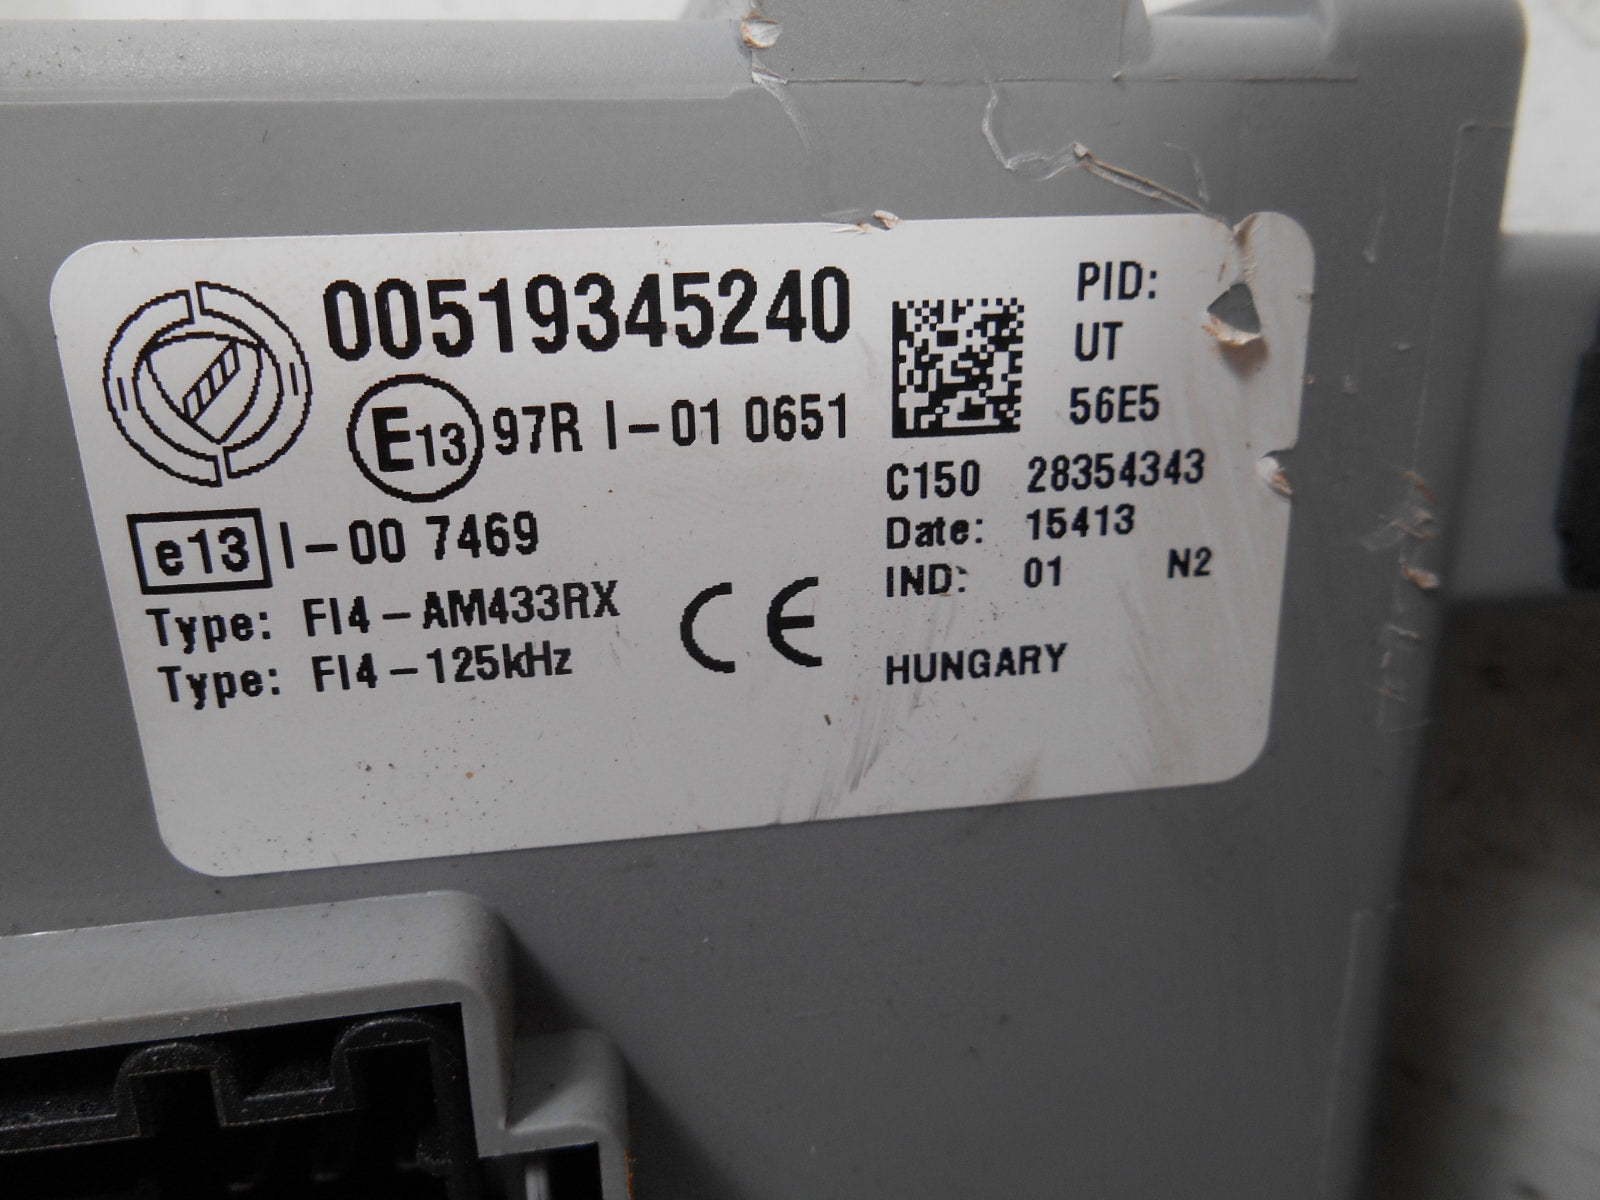 00519345240
E13 97R I-01 0651
e13 I-00 7469
Type: FI4-AM433RX
Type: FI4-125kHz
CE
PID:
UT
56E5
C150 28354343
Date: 15413
IND: 01 N2
HUNGARY